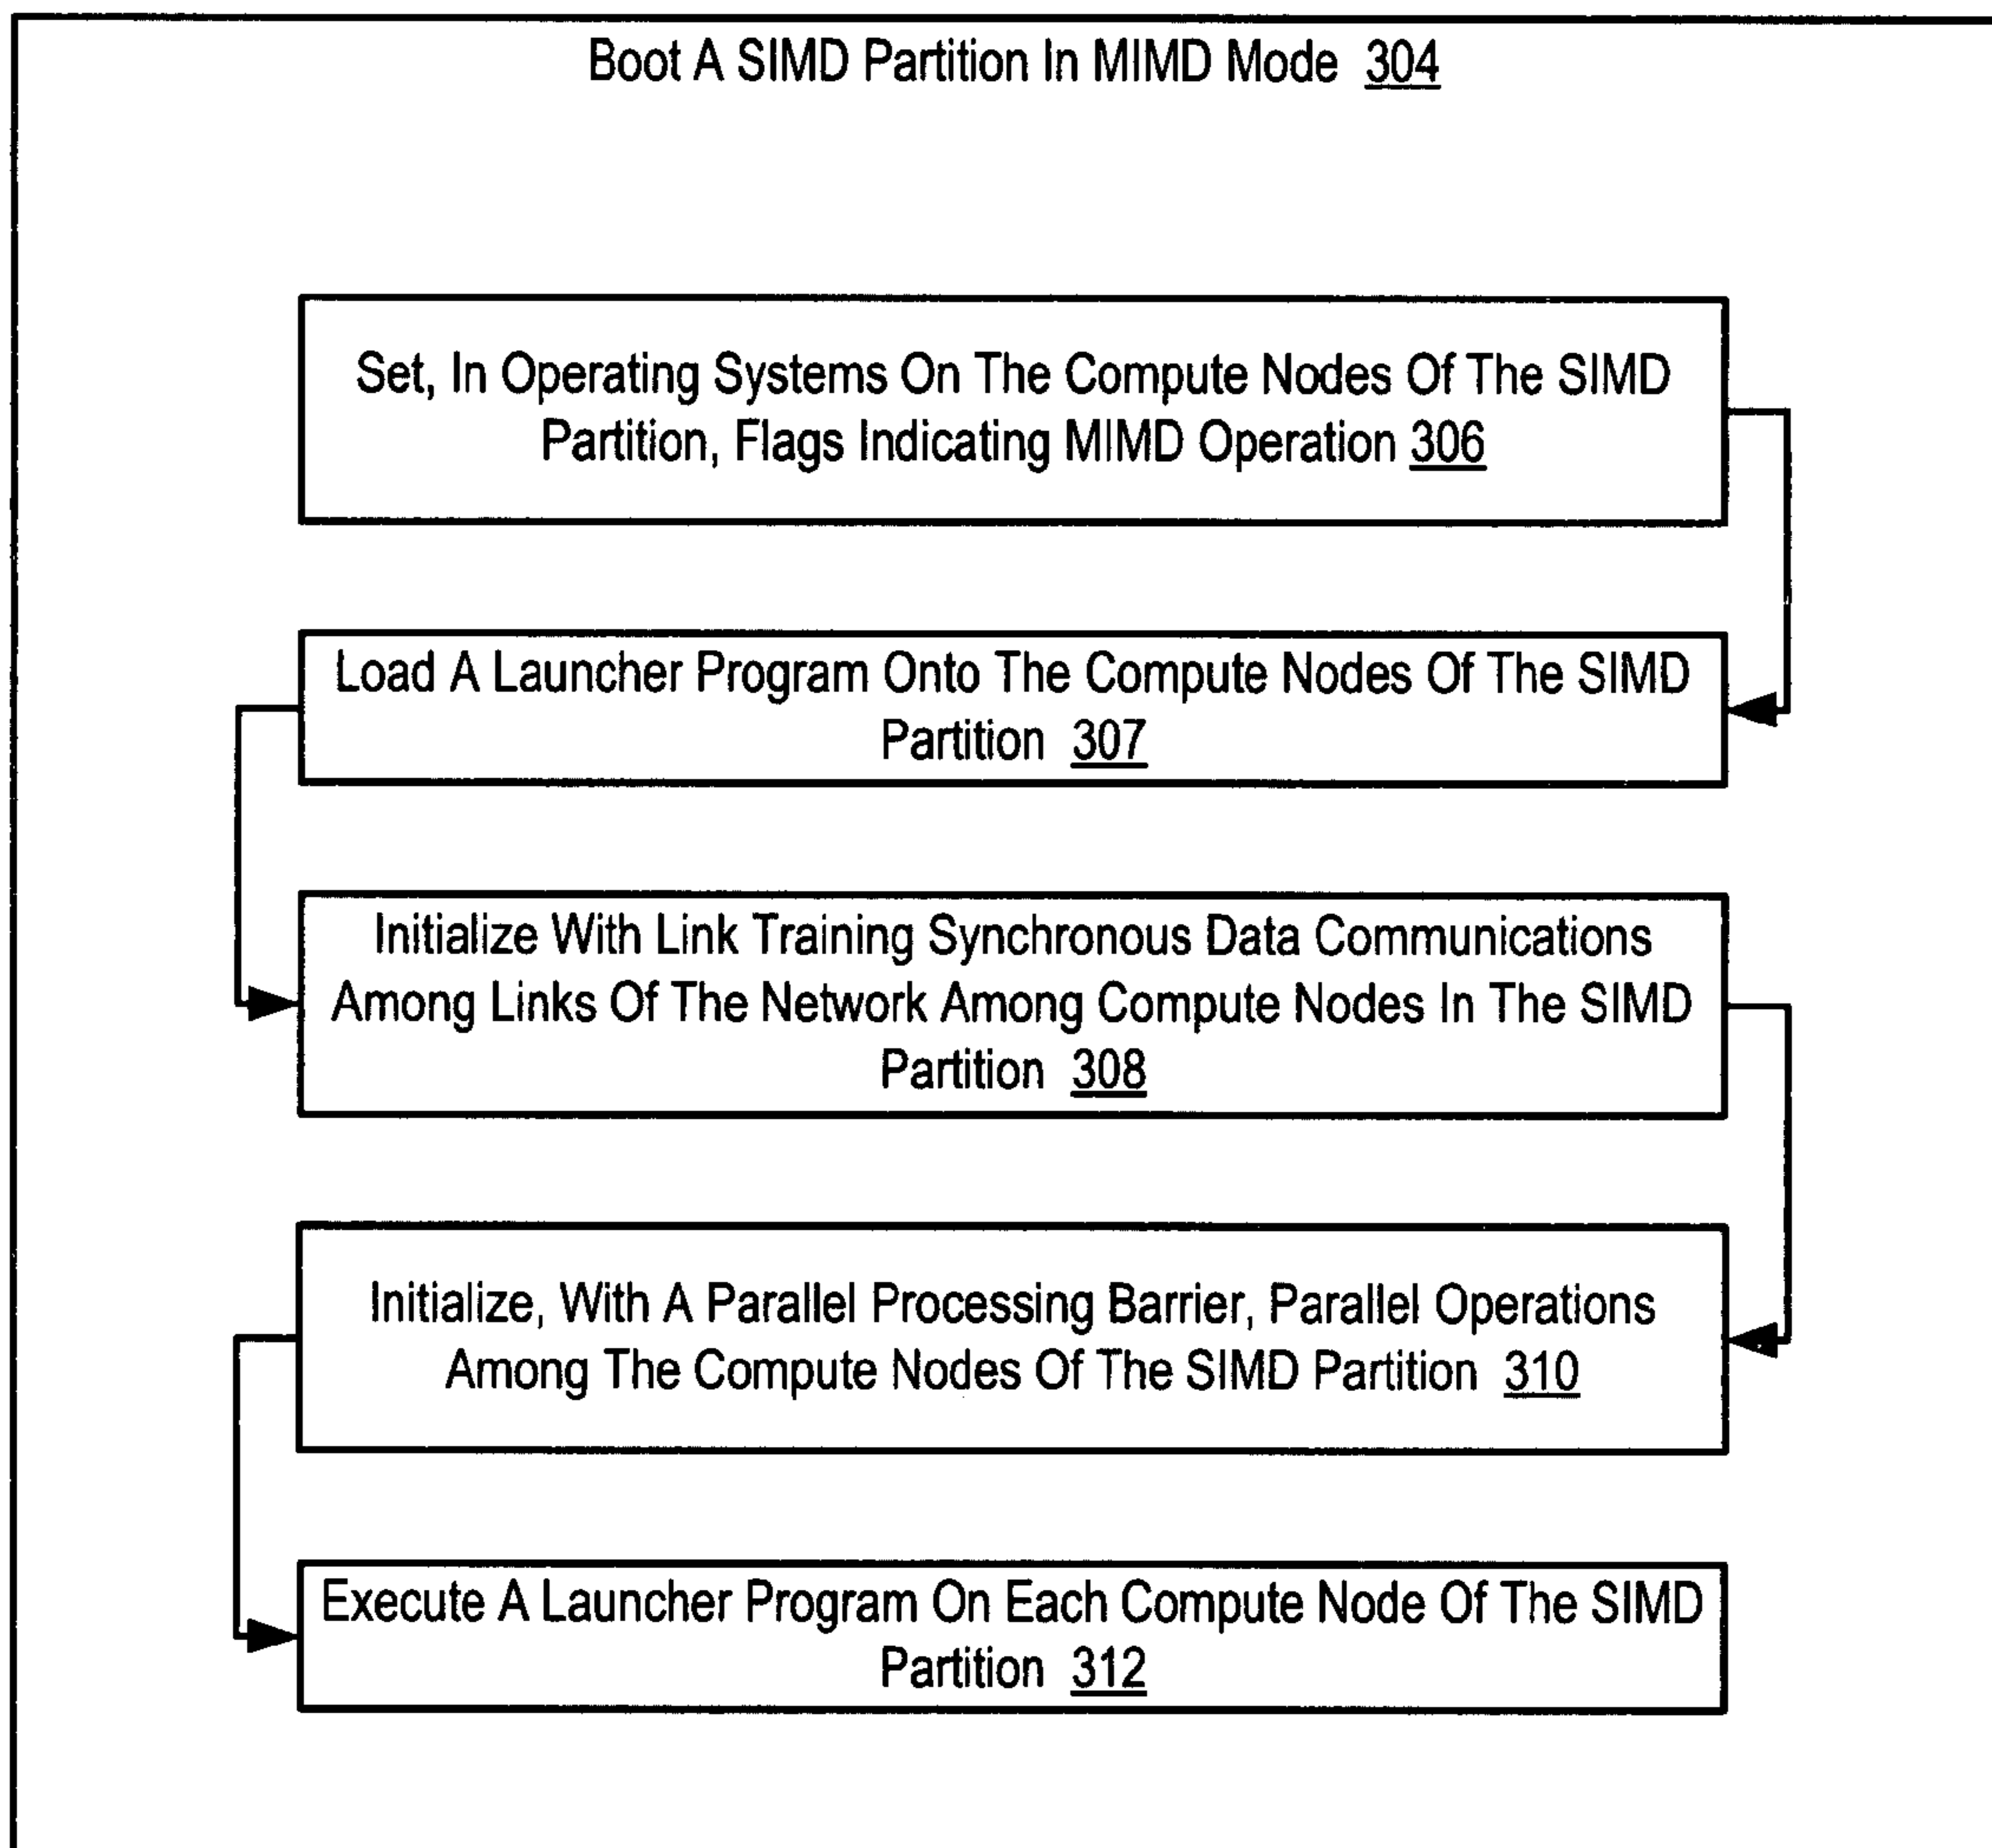 Boot A SIMD Partition In MIMD Mode 304
Set, In Operating Systems On The Compute Nodes Of The SIMD
Partition, Flags Indicating MIMD Operation 306
Load A Launcher Program Onto The Compute Nodes Of The SIMD
Partition 307
Initialize With Link Training Synchronous Data Communications
Among Links Of The Network Among Compute Nodes In The SIMD
Partition 308
Initialize, With A Parallel Processing Barrier, Parallel Operations
Among The Compute Nodes Of The SIMD Partition 310
Execute A Launcher Program On Each Compute Node Of The SIMD
Partition 312